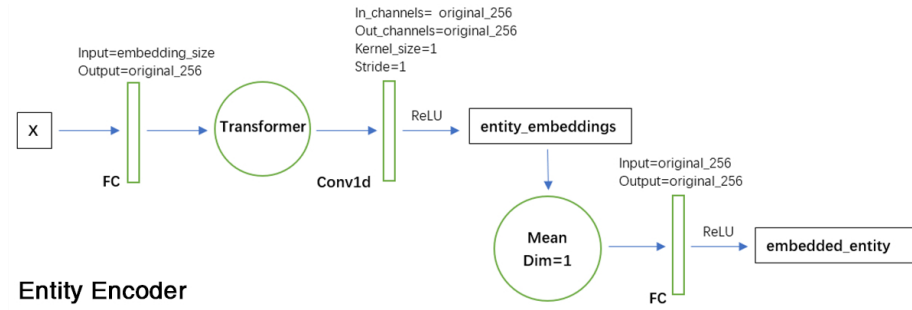 In_channels= original_256
Out_channels=original_256
Kernel_size=1
Stride=1
Input=embedding_size
Output=original_256
X
FC
Transformer
Conv1d
ReLU
entity_embeddings
Input=original_256
Output=original_256
Mean
Dim=1
FC
ReLU
embedded_entity
Entity Encoder